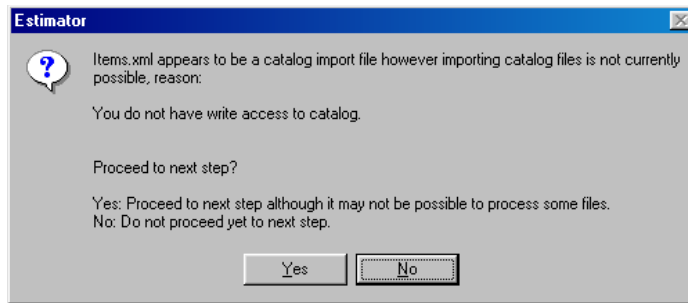 Estimator
Items.xml appears to be a catalog import file however importing catalog files is not currently
possible, reason:
You do not have write access to catalog.
Proceed to next step?
Yes: Proceed to next step although it may not be possible to process some files.
No: Do not proceed yet to next step.
Yes
No